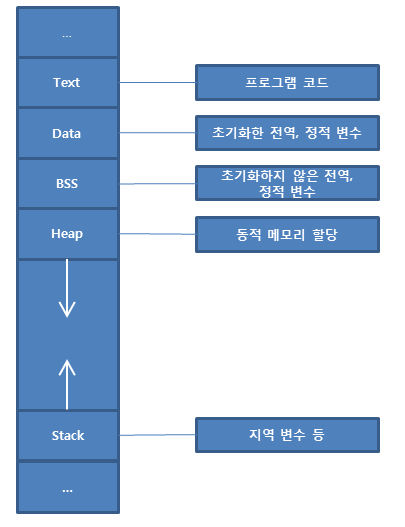 ...
Text
프로그램 코드
Data
초기화한 전역, 정적 변수
BSS
초기화하지 않은 전역,
정적 변수
Heap
동적 메모리 할당
Stack
지역 변수 등
...